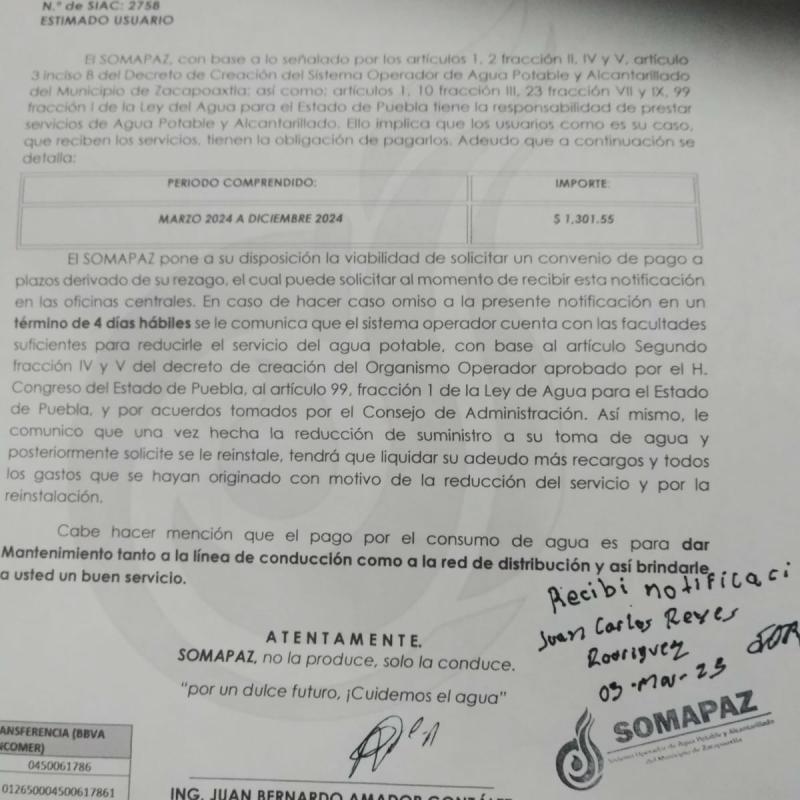 N.º de SIAC: 2758
ESTIMADO USUARIO
El SOMAPAZ, con base a lo señalado por los artículos 1, 2 fracción II, IV y V, artículo
3 inciso B del Decreto de Creación del Sistema Operador de Agua Potable y Alcantarillado
del Municipio de Zacapoaxtla; así como; artículos 1, 10 fracción III, 23 fracción VII y IX, 99
fracción I de la Ley del Agua para el Estado de Puebla tiene la responsabilidad de prestar
servicios de Agua Potable y Alcantarillado. Ello implica que los usuarios como es su caso,
que reciben los servicios, tienen la obligación de pagarlos. Adeudo que a continuación se
detalla:
PERIODO COMPRENDIDO: IMPORTE:
MARZO 2024 A DICIEMBRE 2024 $ 1,301.55
El SOMAPAZ pone a su disposición la viabilidad de solicitar un convenio de pago a
plazos derivado de su rezago, el cual puede solicitar al momento de recibir esta notificación
en las oficinas centrales. En caso de hacer caso omiso a la presente notificación en un
término de 4 días hábiles se le comunica que el sistema operador cuenta con las facultades
suficientes para reducirle el servicio del agua potable, con base al artículo Segundo
fracción IV y V del decreto de creación del Organismo Operador aprobado por el H.
Congreso del Estado de Puebla, al artículo 99, fracción 1 de la Ley de Agua para el Estado
de Puebla, y por acuerdos tomados por el Consejo de Administración. Así mismo, le
comunico que una vez hecha la reducción de suministro a su toma de agua y
posteriormente solicite se le reinstale, tendrá que liquidar su adeudo más recargos y todos
los gastos que se hayan originado con motivo de la reducción del servicio y por la
reinstalación.
Cabe hacer mención que el pago por el consumo de agua es para dar
Mantenimiento tanto a la línea de conducción como a la red de distribución y así brindarle
a usted un buen servicio.
Recibi notificaci
Juan Carlos Reyes
Rodriguez
03-Mar-25
ATENTAMENTE.
SOMAPAZ, no la produce, solo la conduce.
"por un dulce futuro, ¡Cuidemos el agua"
SOMAPAZ
Sistema Operador de Agua Potable y Alcantarillado
del Municipio de Zacapoaxtla
ANSFERENCIA (BBVA
NCOMER)
0450061786
012650004500617861
ING. JUAN BERNARDO AMADOR